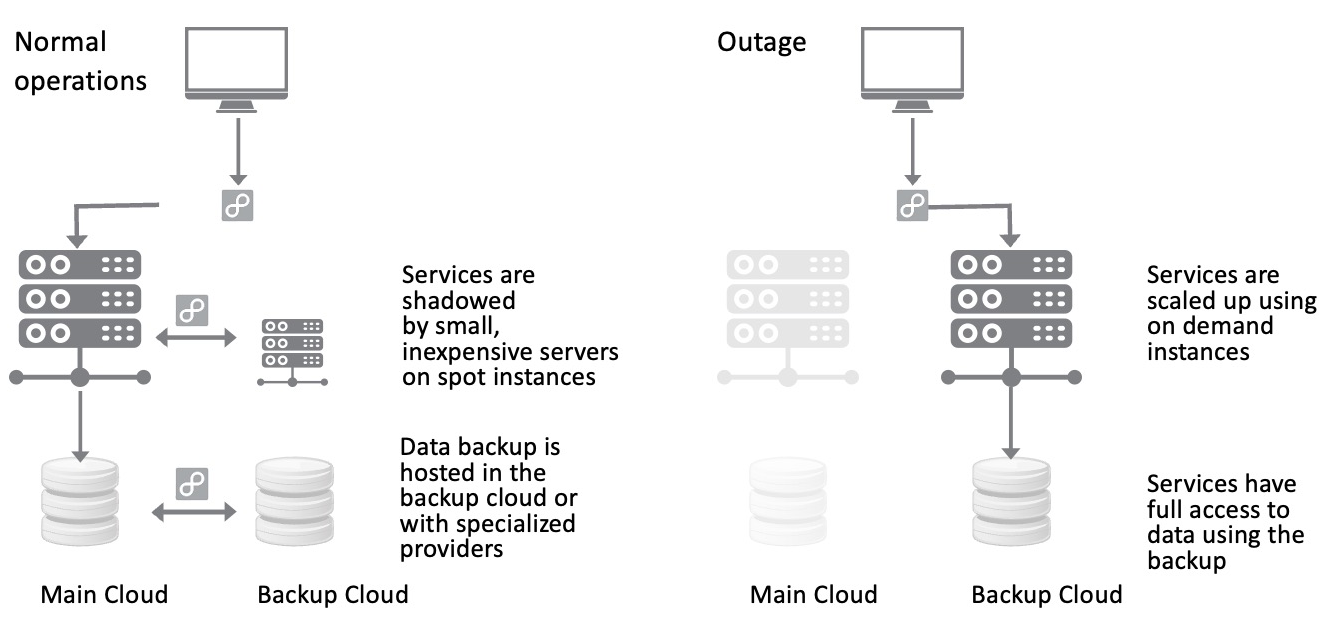 Normal
operations
Services are
shadowed
by small,
inexpensive servers
on spot instances
Data backup is
hosted in the
backup cloud or
with specialized
providers
Main Cloud
Backup Cloud
Outage
Services are
scaled up using
on demand
instances
Services have
full access to
data using the
backup
Main Cloud
Backup Cloud